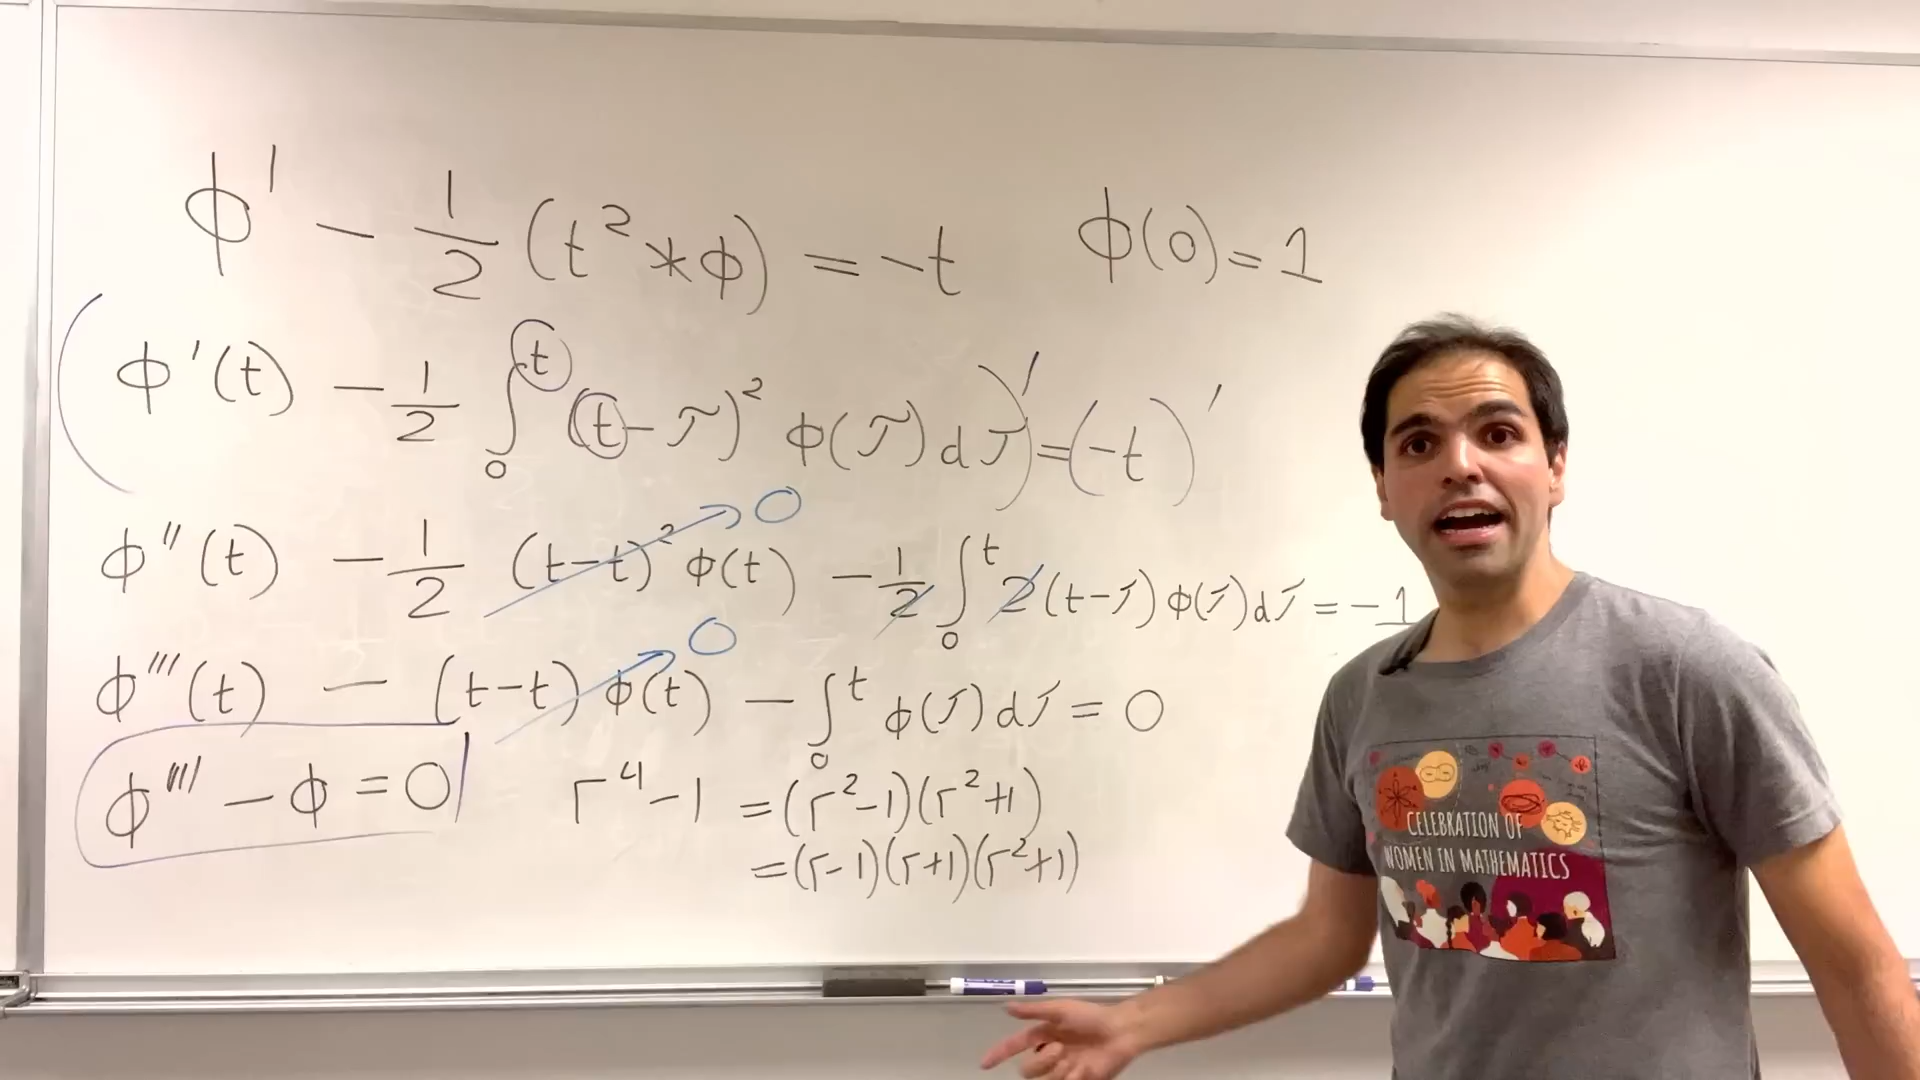 ϕ' − 1/2 (t² * ϕ) = −t    ϕ(0) = 1
(ϕ'(t) − 1/2 ∫₀ᵗ (t−τ)² ϕ(τ) dτ)' = (−t)'
ϕ''(t) − 1/2 (t−t)² ϕ(t) → 0 − 1/2 ∫₀ᵗ 2(t−τ) ϕ(τ) dτ = −1
ϕ'''(t) − (t−t) ϕ(t) → 0 − ∫₀ᵗ ϕ(τ) dτ = 0
ϕ'''' − ϕ = 0    r⁴−1 = (r²−1)(r²+1)
= (r−1)(r+1)(r²+1)
CELEBRATION OF
WOMEN IN MATHEMATICS